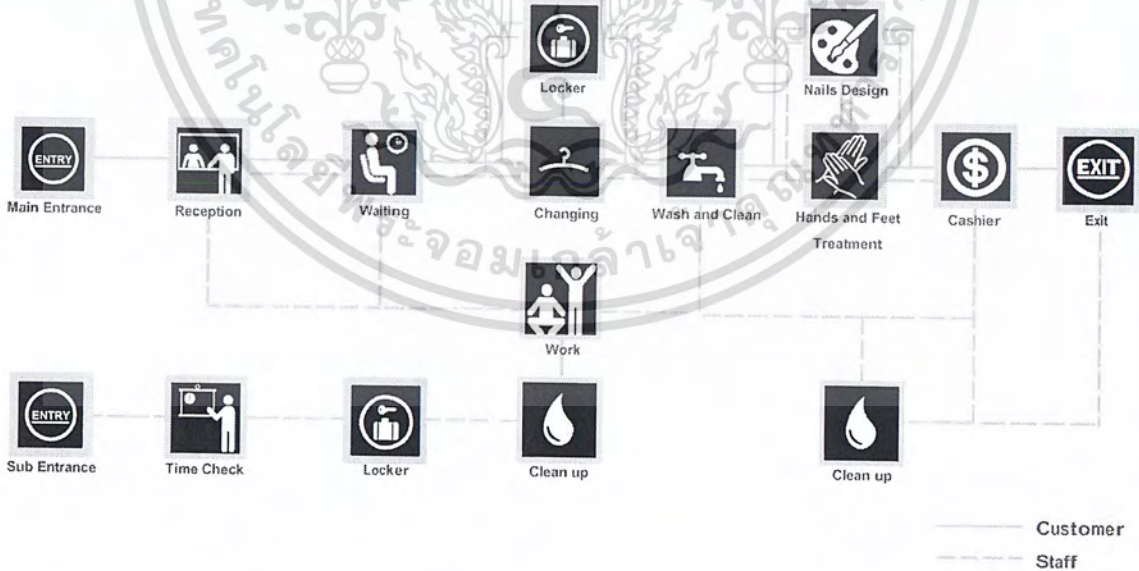 Locker
Nails Design
ENTRY
Main Entrance
Reception
Waiting
Changing
Wash and Clean
Hands and Feet
Treatment
$
Cashier
EXIT
Exit
Work
ENTRY
Sub Entrance
Time Check
Locker
Clean up
Clean up
Customer
Staff